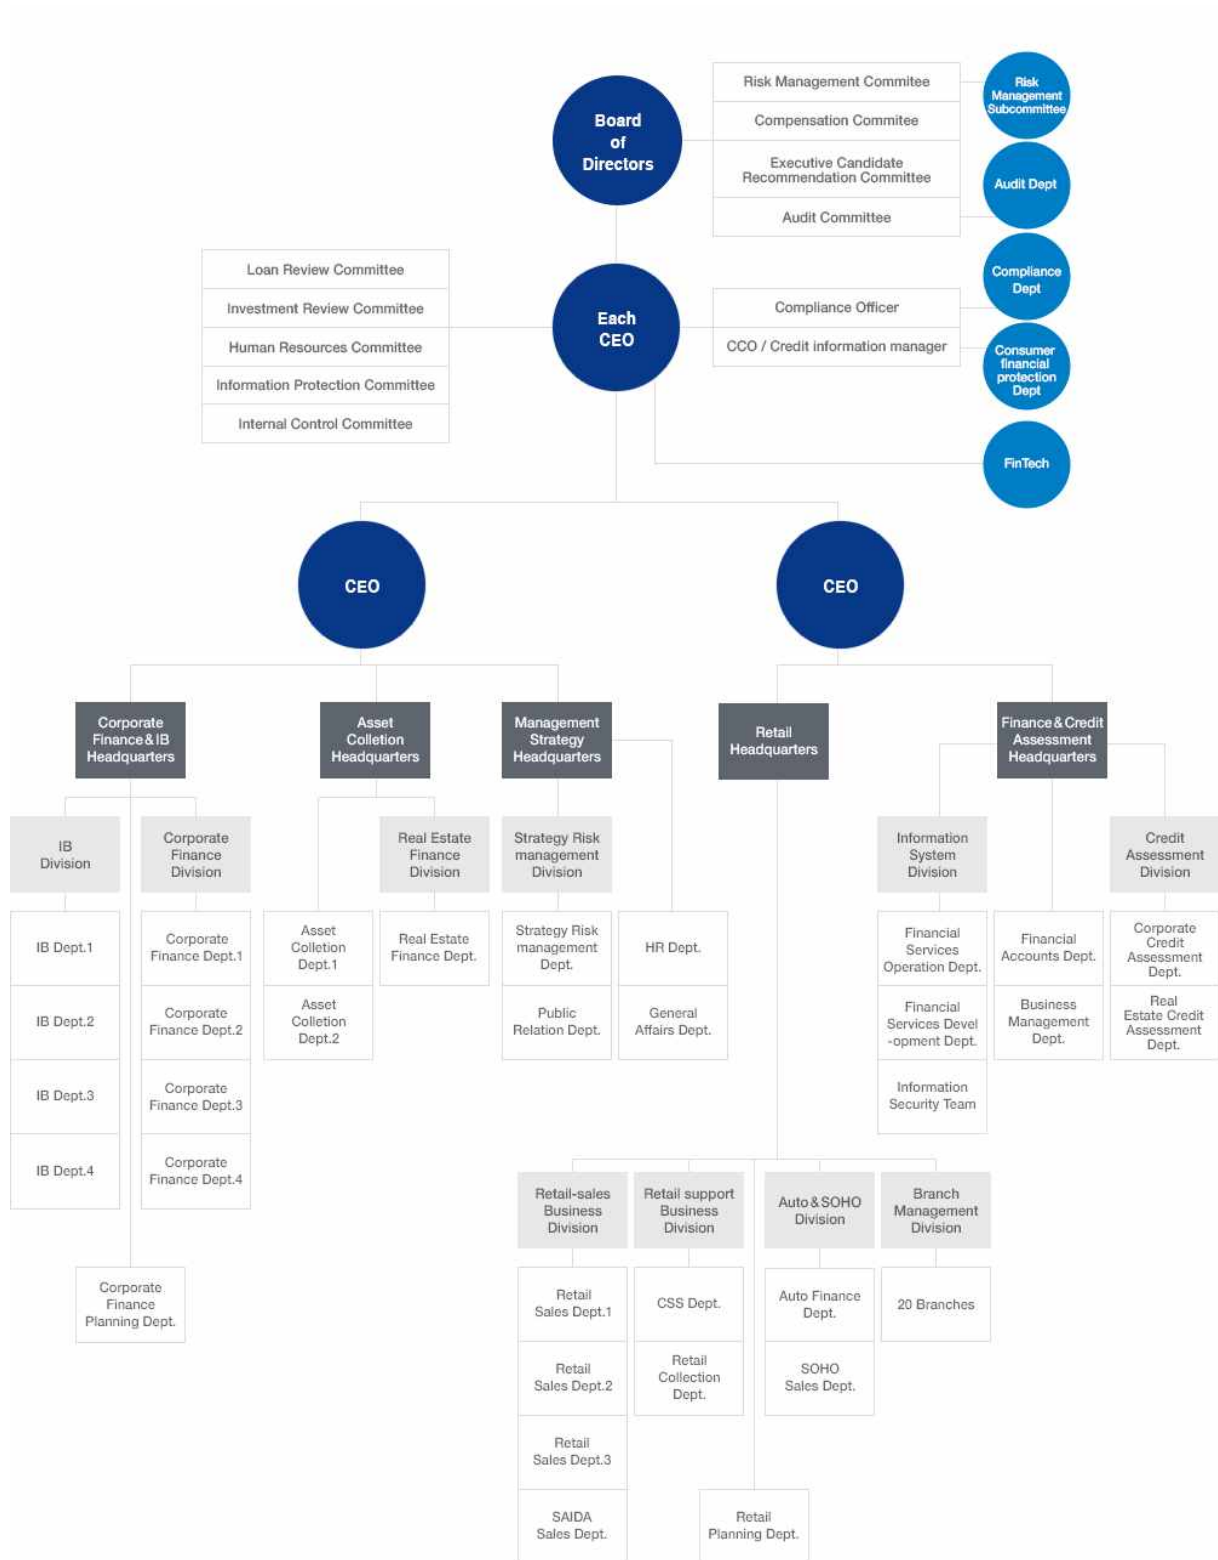 Board
of
Directors
Risk Management Commitee
Compensation Commitee
Executive Candidate
Recommendation Committee
Audit Committee
Risk
Management
Subcommittee
Audit Dept
Loan Review Committee
Investment Review Committee
Human Resources Committee
Information Protection Committee
Internal Control Committee
Each
CEO
Compliance Officer
CCO / Credit information manager
Compliance
Dept
Consumer
financial
protection
Dept
FinTech
CEO
CEO
Corporate
Finance & IB
Headquarters
Asset
Colletion
Headquarters
Management
Strategy
Headquarters
Retail
Headquarters
Finance & Credit
Assessment
Headquarters
IB
Division
Corporate
Finance
Division
Real Estate
Finance
Division
Strategy Risk
management
Division
Information
System
Division
Credit
Assessment
Division
IB Dept.1
IB Dept.2
IB Dept.3
IB Dept.4
Corporate
Finance Dept.1
Corporate
Finance Dept.2
Corporate
Finance Dept.3
Corporate
Finance Dept.4
Corporate
Finance
Planning Dept.
Asset
Colletion
Dept.1
Asset
Colletion
Dept.2
Real Estate
Finance Dept.
Strategy Risk
management
Dept.
Public
Relation Dept.
HR Dept.
General
Affairs Dept.
Financial
Services
Operation Dept.
Financial
Services Devel
-opment Dept.
Information
Security Team
Financial
Accounts Dept.
Business
Management
Dept.
Corporate
Credit
Assessment
Dept.
Real
Estate Credit
Assessment
Dept.
Retail-sales
Business
Division
Retail support
Business
Division
Auto & SOHO
Division
Branch
Management
Division
Retail
Sales Dept.1
Retail
Sales Dept.2
Retail
Sales Dept.3
SAIDA
Sales Dept.
CSS Dept.
Retail
Collection
Dept.
Auto Finance
Dept.
SOHO
Sales Dept.
20 Branches
Retail
Planning Dept.